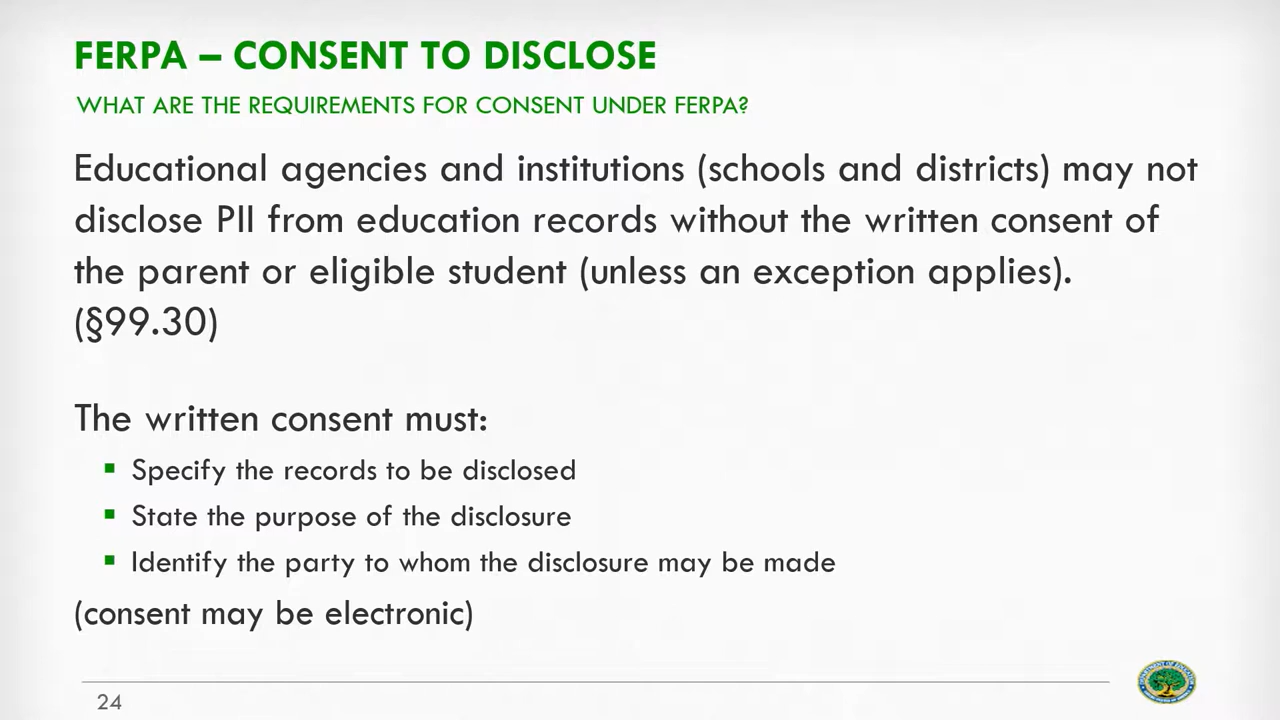 FERPA – CONSENT TO DISCLOSE
WHAT ARE THE REQUIREMENTS FOR CONSENT UNDER FERPA?
Educational agencies and institutions (schools and districts) may not
disclose PII from education records without the written consent of
the parent or eligible student (unless an exception applies).
(§99.30)
The written consent must:
▪ Specify the records to be disclosed
▪ State the purpose of the disclosure
▪ Identify the party to whom the disclosure may be made
(consent may be electronic)
24